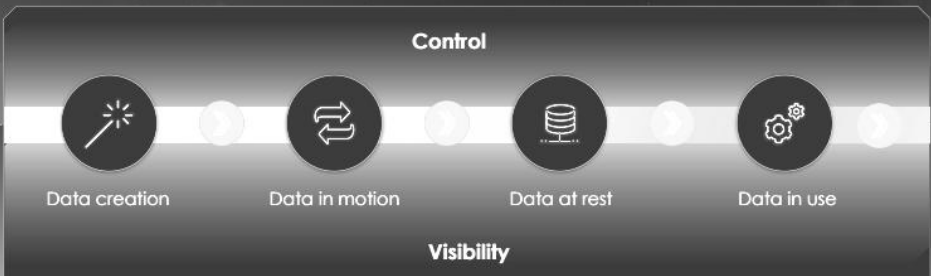 Control
Data creation
Data in motion
Data at rest
Data in use
Visibility